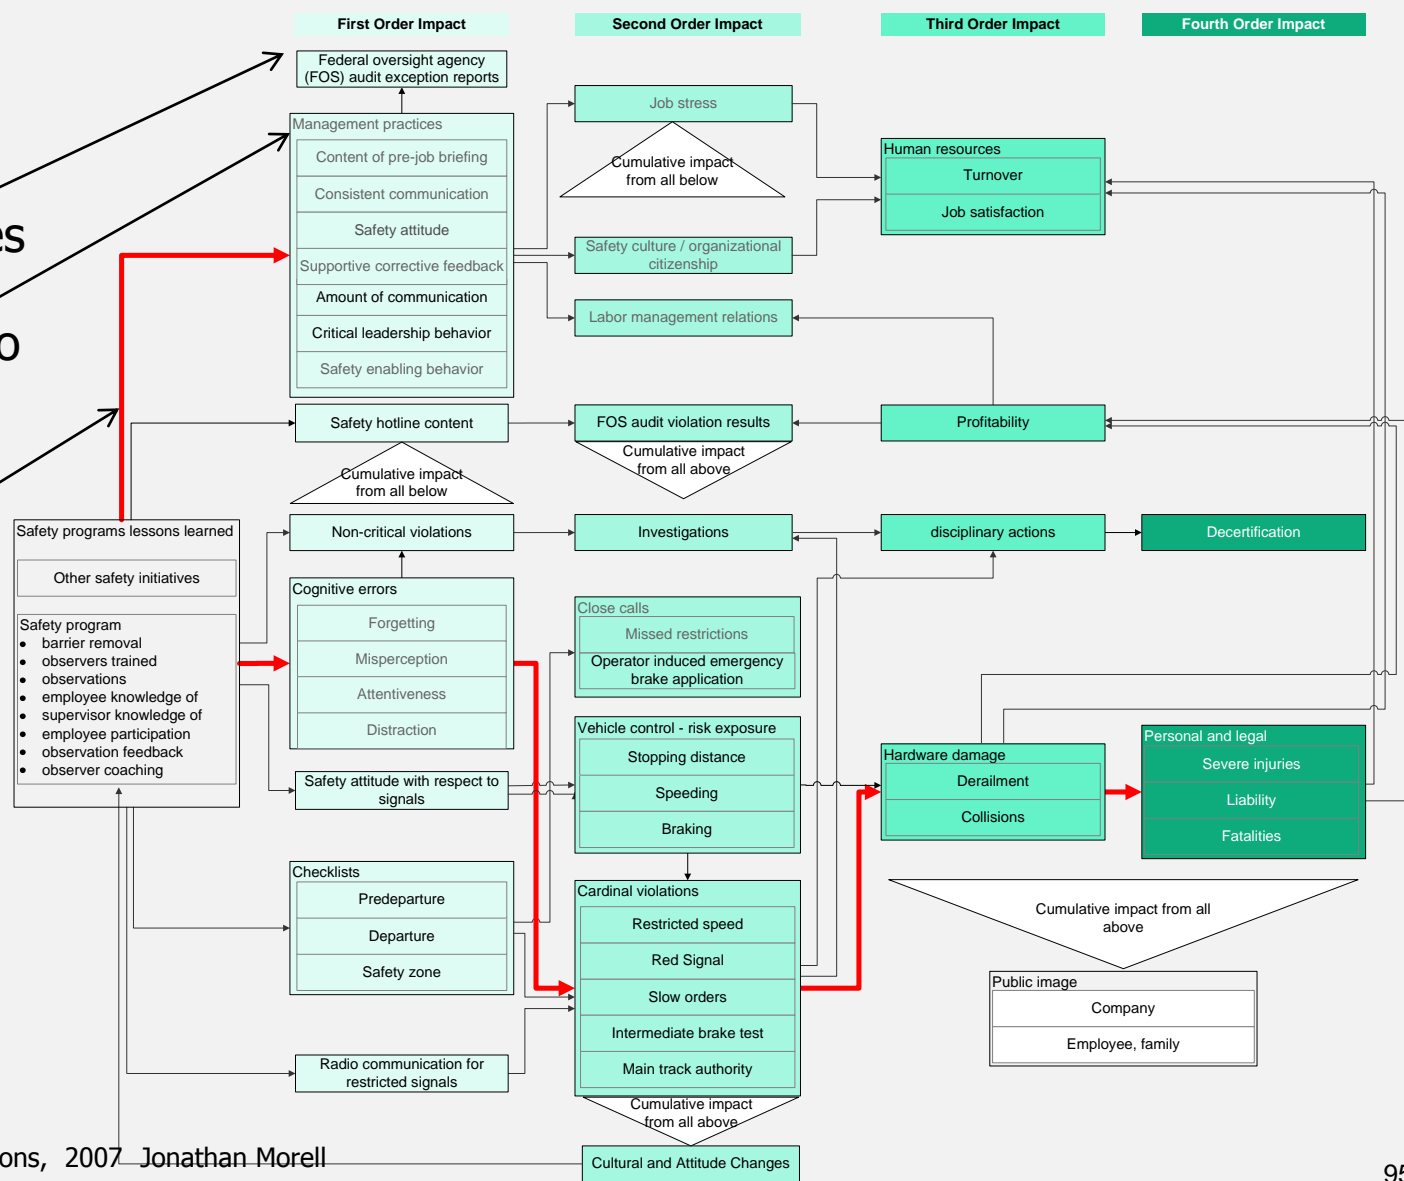 First Order Impact
Second Order Impact
Third Order Impact
Fourth Order Impact
Federal oversight agency
(FOS) audit exception reports
Management practices
Content of pre-job briefing
Consistent communication
Safety attitude
Supportive corrective feedback
Amount of communication
Critical leadership behavior
Safety enabling behavior
Job stress
Cumulative impact
from all below
Safety culture / organizational
citizenship
Labor management relations
Human resources
Turnover
Job satisfaction
es
o
Safety hotline content
FOS audit violation results
Profitability
Cumulative impact
from all below
Cumulative impact
from all above
Safety programs lessons learned
Other safety initiatives
Safety program
• barrier removal
• observers trained
• observations
• employee knowledge of
• supervisor knowledge of
• employee participation
• observation feedback
• observer coaching
Non-critical violations
Investigations
disciplinary actions
Decertification
Cognitive errors
Forgetting
Misperception
Attentiveness
Distraction
Close calls
Missed restrictions
Operator induced emergency
brake application
Safety attitude with respect to
signals
Vehicle control - risk exposure
Stopping distance
Speeding
Braking
Hardware damage
Derailment
Collisions
Personal and legal
Severe injuries
Liability
Fatalities
Checklists
Predeparture
Departure
Safety zone
Cardinal violations
Restricted speed
Red Signal
Slow orders
Intermediate brake test
Main track authority
Cumulative impact from all
above
Public image
Company
Employee, family
Radio communication for
restricted signals
Cumulative impact
from all above
Cultural and Attitude Changes
ons, 2007 Jonathan Morell
95